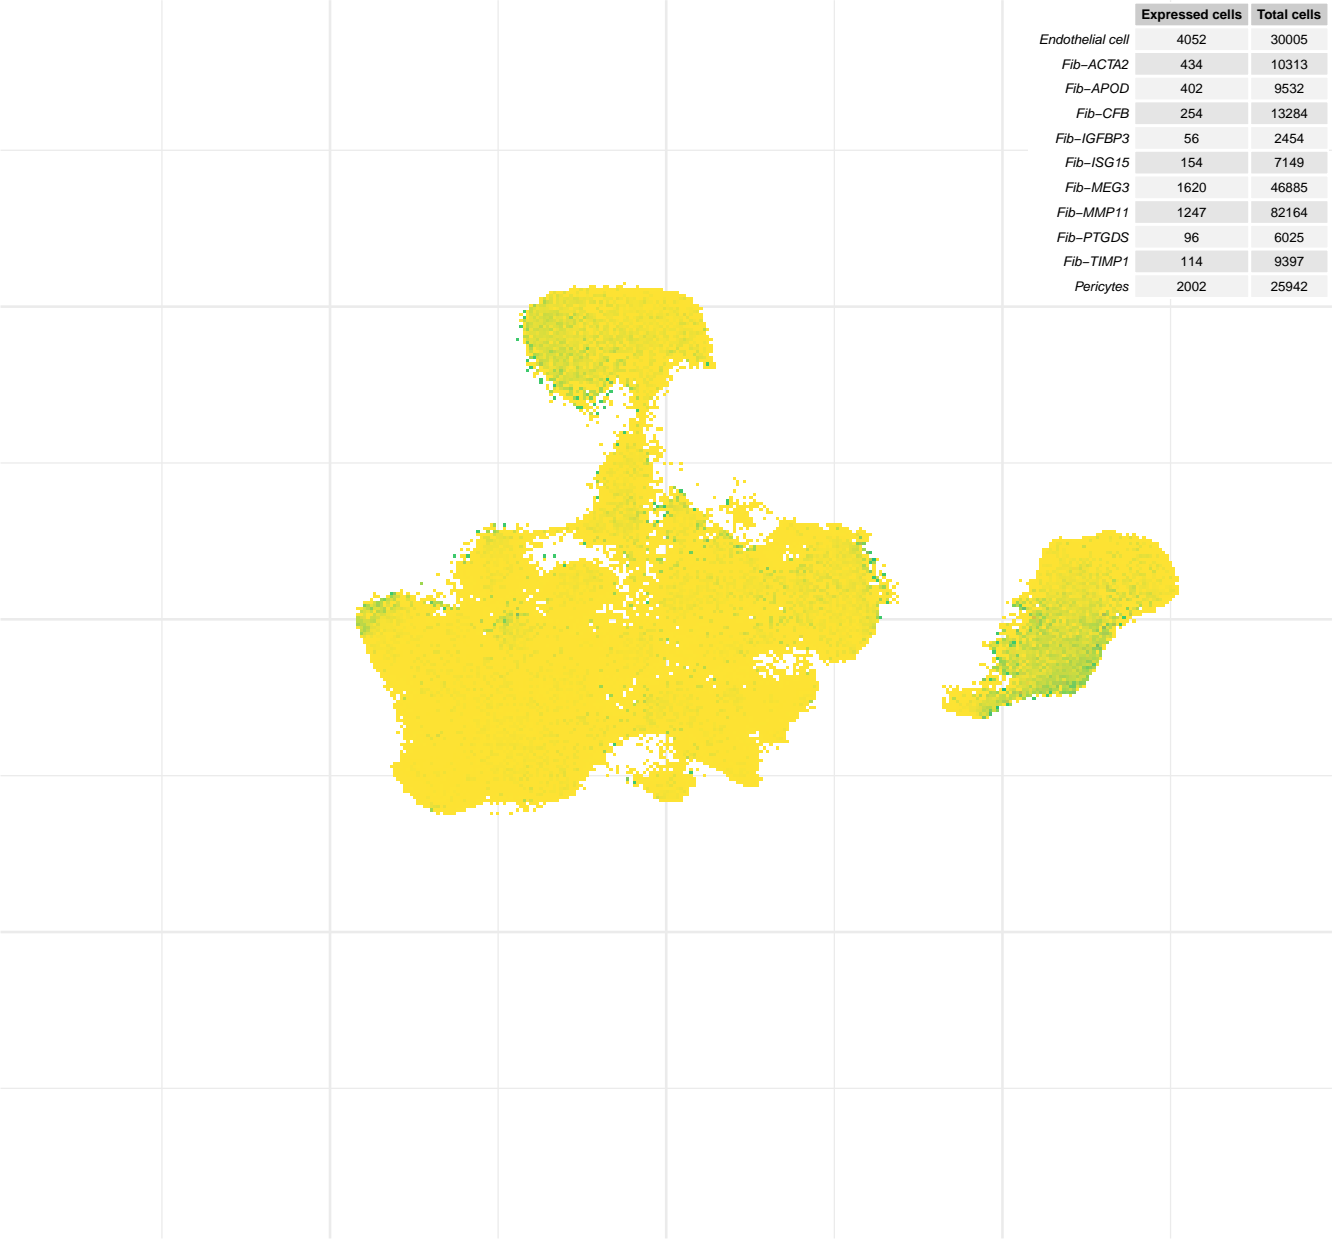 Expressed cells Total cells
Endothelial cell 4052 30005
Fib−ACTA2 434 10313
Fib−APOD 402 9532
Fib−CFB 254 13284
Fib−IGFBP3 56 2454
Fib−ISG15 154 7149
Fib−MEG3 1620 46885
Fib−MMP11 1247 82164
Fib−PTGDS 96 6025
Fib−TIMP1 114 9397
Pericytes 2002 25942